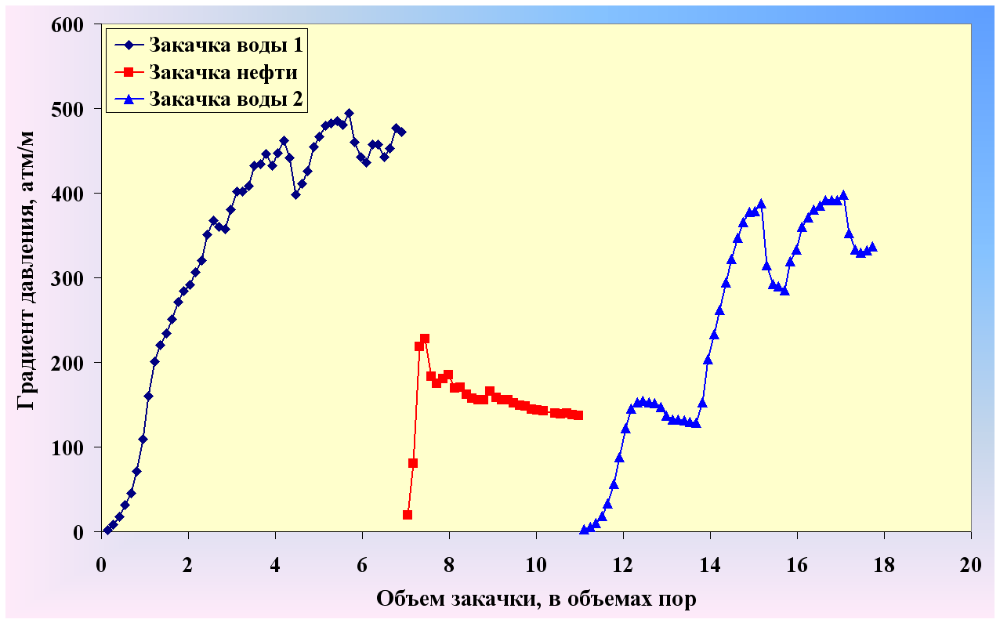 600
500
400
300
200
100
0
Градиент давления, атм/м
Закачка воды 1
Закачка нефти
Закачка воды 2
0 2 4 6 8 10 12 14 16 18 20
Объем закачки, в объемах пор